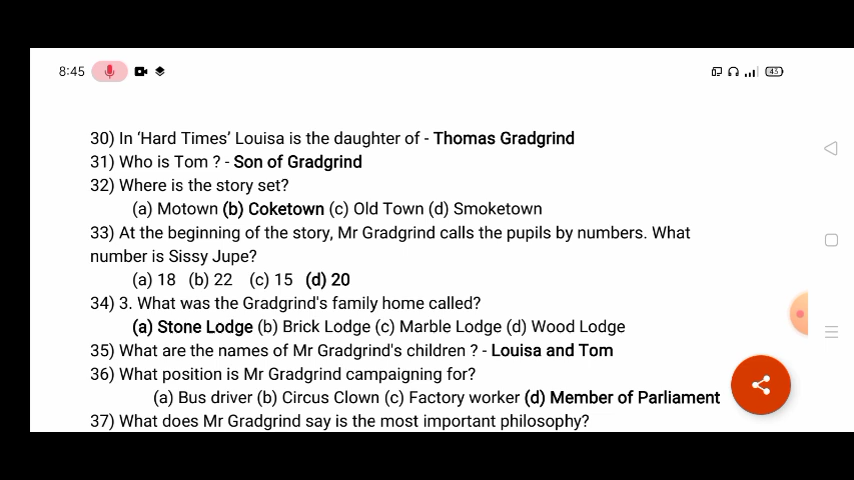 8:45
43
30) In ‘Hard Times’ Louisa is the daughter of - Thomas Gradgrind
31) Who is Tom ? - Son of Gradgrind
32) Where is the story set?
(a) Motown (b) Coketown (c) Old Town (d) Smoketown
33) At the beginning of the story, Mr Gradgrind calls the pupils by numbers. What
number is Sissy Jupe?
(a) 18 (b) 22 (c) 15 (d) 20
34) 3. What was the Gradgrind's family home called?
(a) Stone Lodge (b) Brick Lodge (c) Marble Lodge (d) Wood Lodge
35) What are the names of Mr Gradgrind's children ? - Louisa and Tom
36) What position is Mr Gradgrind campaigning for?
(a) Bus driver (b) Circus Clown (c) Factory worker (d) Member of Parliament
37) What does Mr Gradgrind say is the most important philosophy?